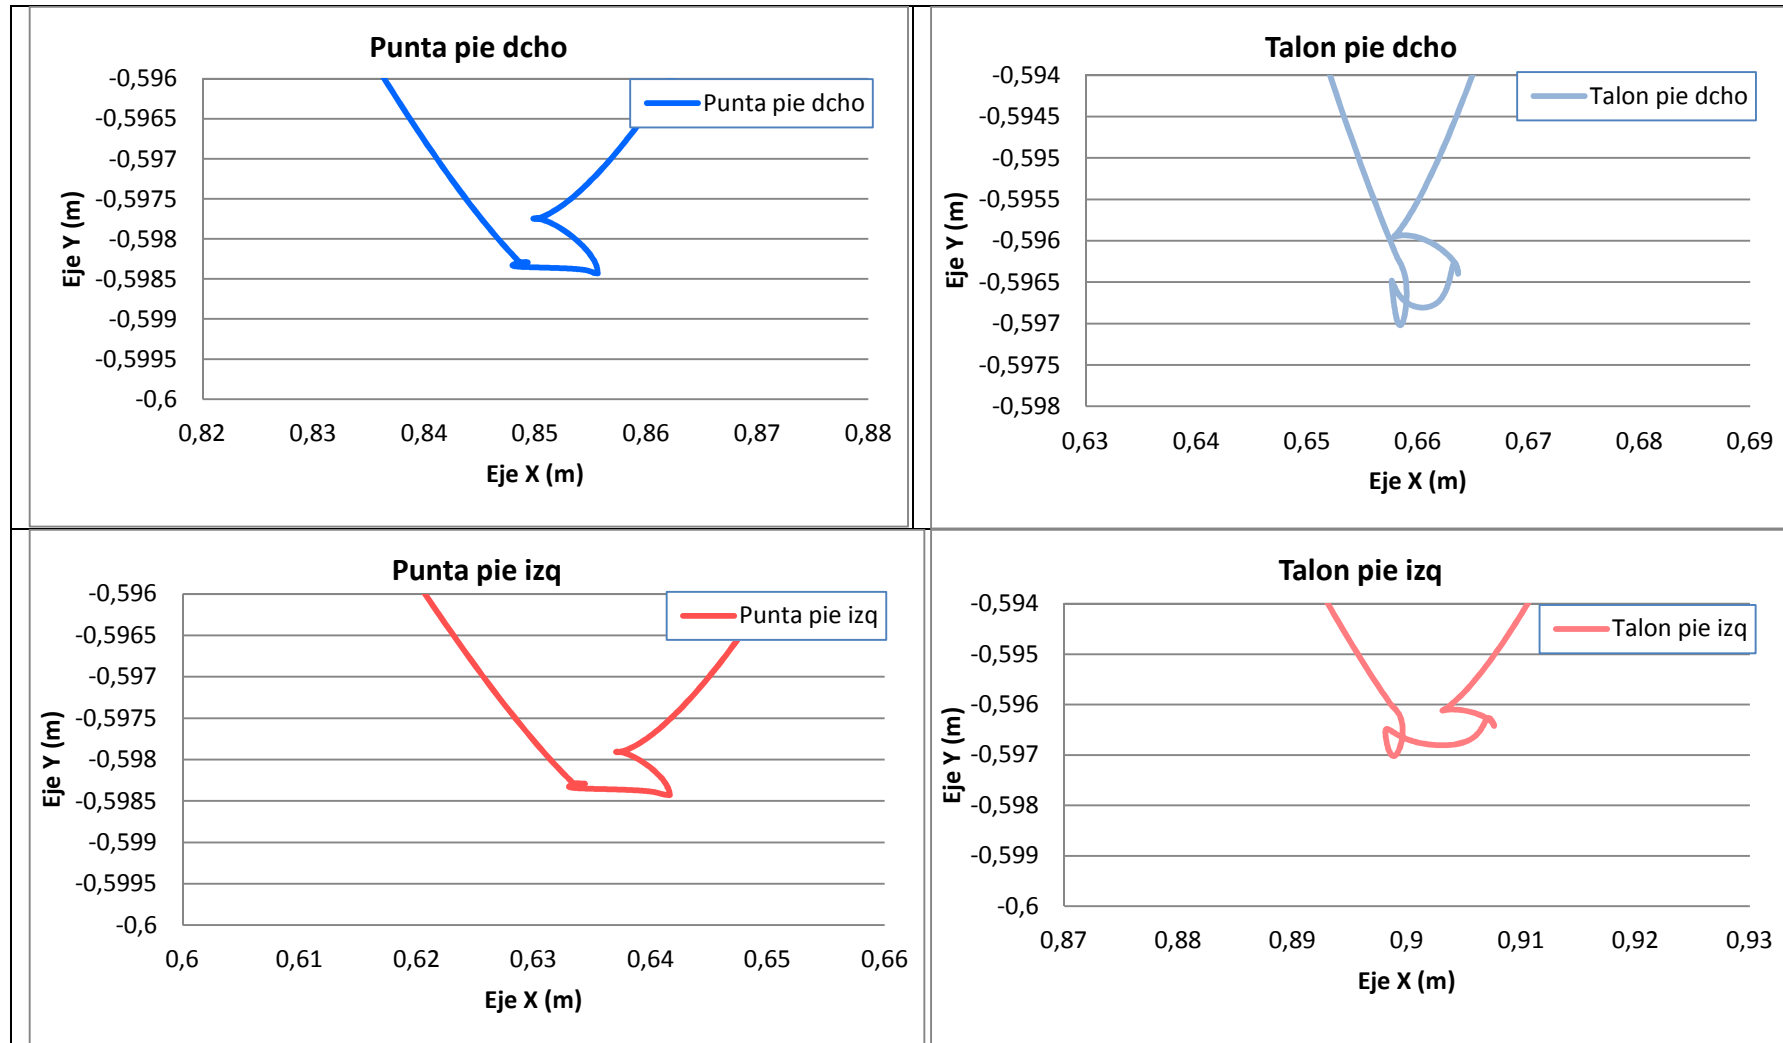 Punta pie dcho
-0,596
-0,5965
-0,597
-0,5975
-0,598
-0,5985
-0,599
-0,5995
-0,6
Eje Y (m)
Punta pie dcho
0,82 0,83 0,84 0,85 0,86 0,87 0,88
Eje X (m)
Talon pie dcho
-0,594
-0,5945
-0,595
-0,5955
-0,596
-0,5965
-0,597
-0,5975
-0,598
Eje Y (m)
Talon pie dcho
0,63 0,64 0,65 0,66 0,67 0,68 0,69
Eje X (m)
Punta pie izq
-0,596
-0,5965
-0,597
-0,5975
-0,598
-0,5985
-0,599
-0,5995
-0,6
Eje Y (m)
Punta pie izq
0,6 0,61 0,62 0,63 0,64 0,65 0,66
Eje X (m)
Talon pie izq
-0,594
-0,595
-0,596
-0,597
-0,598
-0,599
-0,6
Eje Y (m)
Talon pie izq
0,87 0,88 0,89 0,9 0,91 0,92 0,93
Eje X (m)